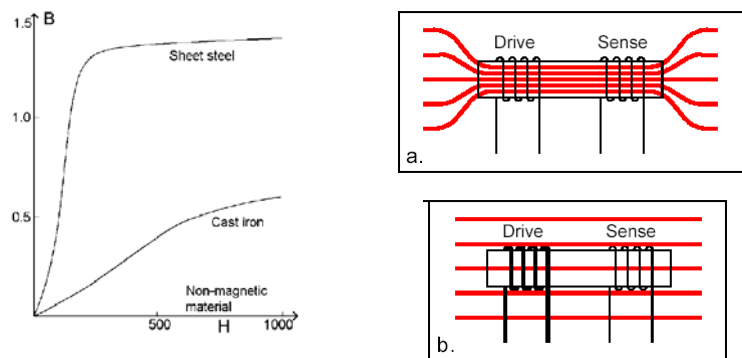 1.5
B
Sheet steel
1.0
0.5
Cast iron
Non-magnetic
material
500
H
1000
Drive
Sense
a.
Drive
Sense
b.